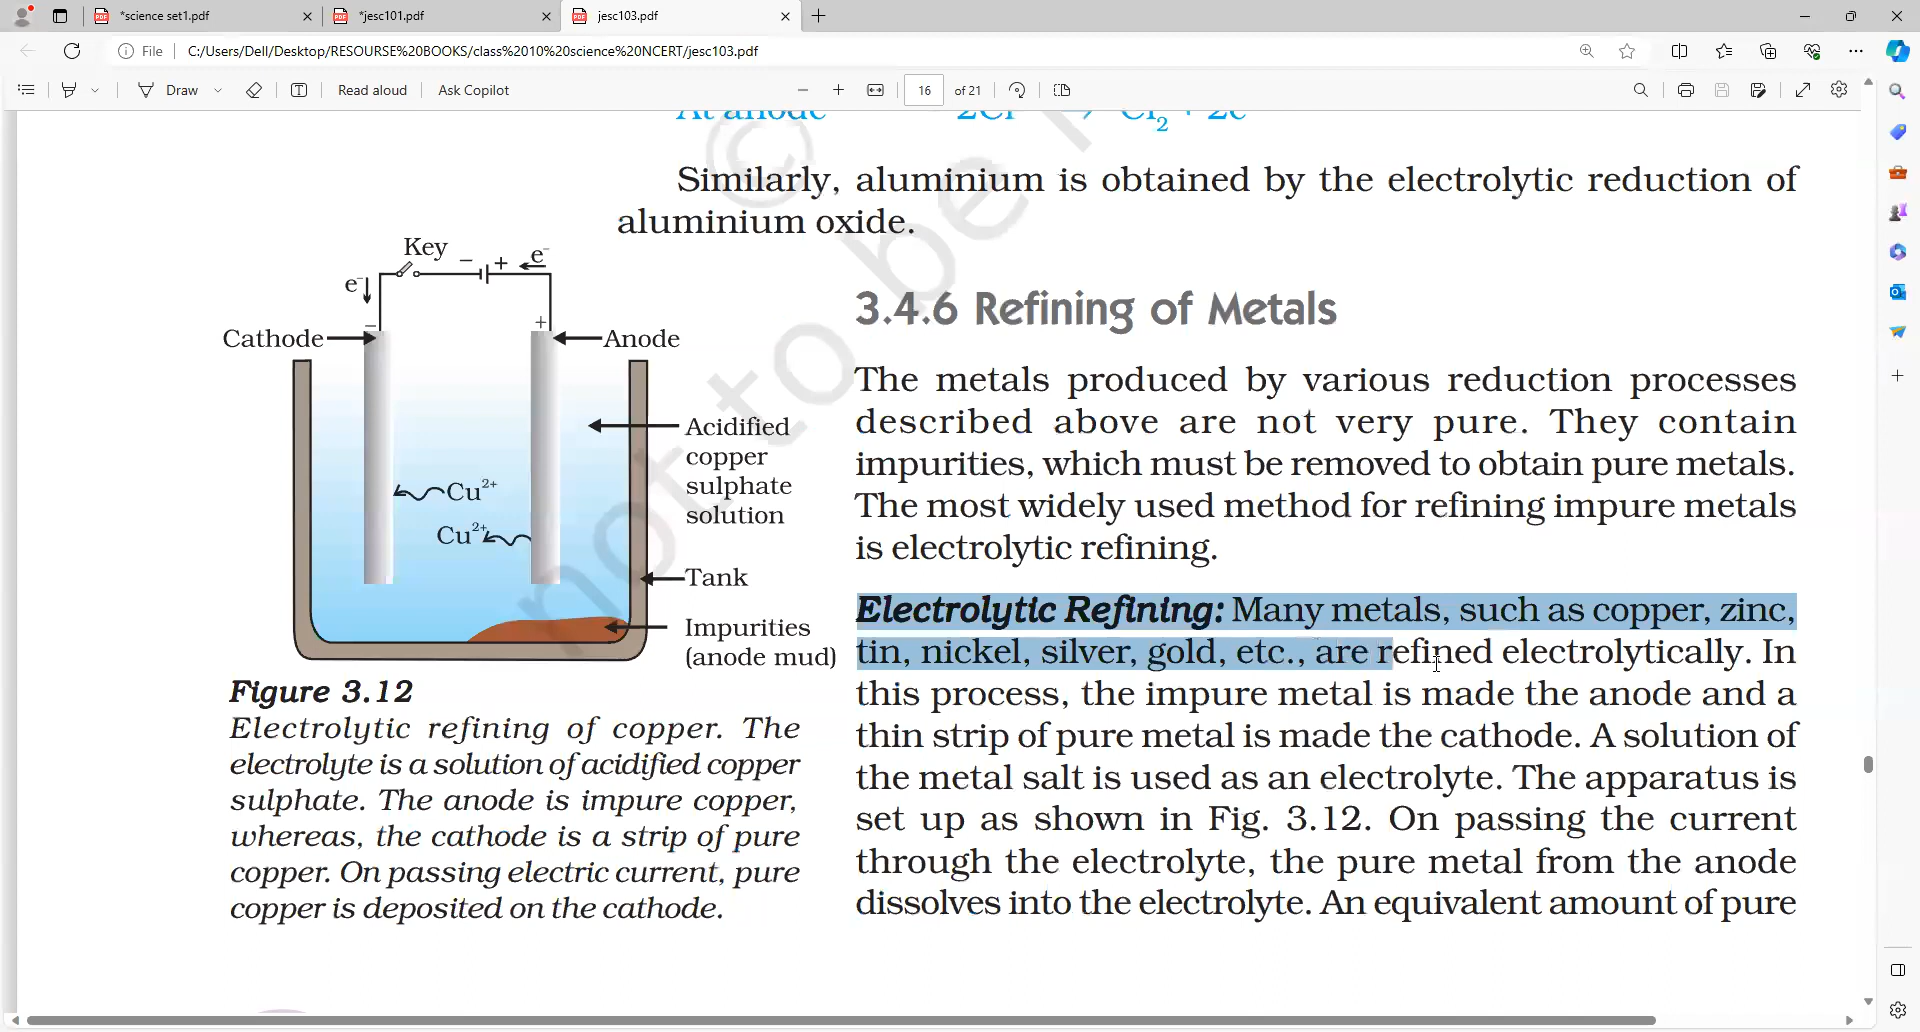 *science set1.pdf
*jesc101.pdf
jesc103.pdf
File
C:/Users/Dell/Desktop/RESOURSE%20BOOKS/class%2010%20science%20NCERT/jesc103.pdf
Draw
Read aloud
Ask Copilot
16 of 21
At anode 2Cl → Cl₂ + 2e
Similarly, aluminium is obtained by the electrolytic reduction of
aluminium oxide.
Key
− +
e⁻
e⁻
− +
Cathode
Anode
Acidified
copper
sulphate
solution
Cu²⁺
Cu²⁺
Tank
Impurities
(anode mud)
Figure 3.12
Electrolytic refining of copper. The
electrolyte is a solution of acidified copper
sulphate. The anode is impure copper,
whereas, the cathode is a strip of pure
copper. On passing electric current, pure
copper is deposited on the cathode.
3.4.6 Refining of Metals
The metals produced by various reduction processes
described above are not very pure. They contain
impurities, which must be removed to obtain pure metals.
The most widely used method for refining impure metals
is electrolytic refining.
Electrolytic Refining: Many metals, such as copper, zinc,
tin, nickel, silver, gold, etc., are refined electrolytically. In
this process, the impure metal is made the anode and a
thin strip of pure metal is made the cathode. A solution of
the metal salt is used as an electrolyte. The apparatus is
set up as shown in Fig. 3.12. On passing the current
through the electrolyte, the pure metal from the anode
dissolves into the electrolyte. An equivalent amount of pure
© not to be